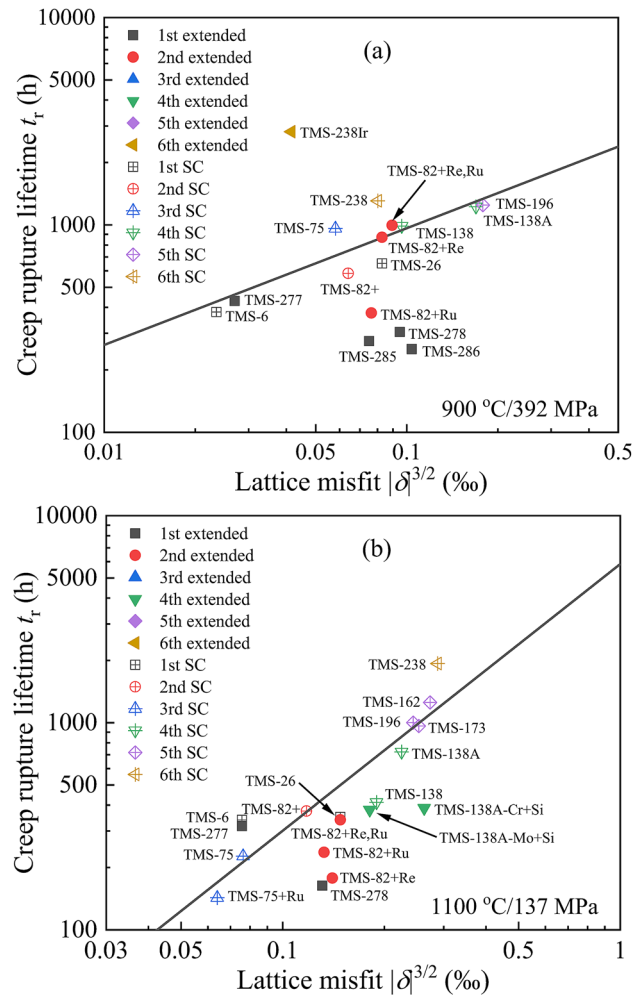 10000
5000
1000
500
100
Creep rupture lifetime tr (h)
(a)
1st extended
2nd extended
3rd extended
4th extended
5th extended
6th extended
1st SC
2nd SC
3rd SC
4th SC
5th SC
6th SC
TMS-238Ir
TMS-82+Re,Ru
TMS-238
TMS-196
TMS-138A
TMS-75
TMS-138
TMS-82+Re
TMS-26
TMS-82+
TMS-277
TMS-6
TMS-82+Ru
TMS-278
TMS-285
TMS-286
900 °C/392 MPa
0.01
0.05
0.1
0.5
Lattice misfit |δ|3/2 (‰)
10000
5000
1000
500
100
Creep rupture lifetime tr (h)
(b)
1st extended
2nd extended
3rd extended
4th extended
5th extended
6th extended
1st SC
2nd SC
3rd SC
4th SC
5th SC
6th SC
TMS-238
TMS-162
TMS-196
TMS-173
TMS-138A
TMS-26
TMS-138
TMS-82+
TMS-6
TMS-138A-Cr+Si
TMS-277
TMS-82+Re,Ru
TMS-138A-Mo+Si
TMS-75
TMS-82+Ru
TMS-82+Re
TMS-75+Ru
TMS-278
1100 °C/137 MPa
0.03
0.1
0.5
1
Lattice misfit |δ|3/2 (‰)